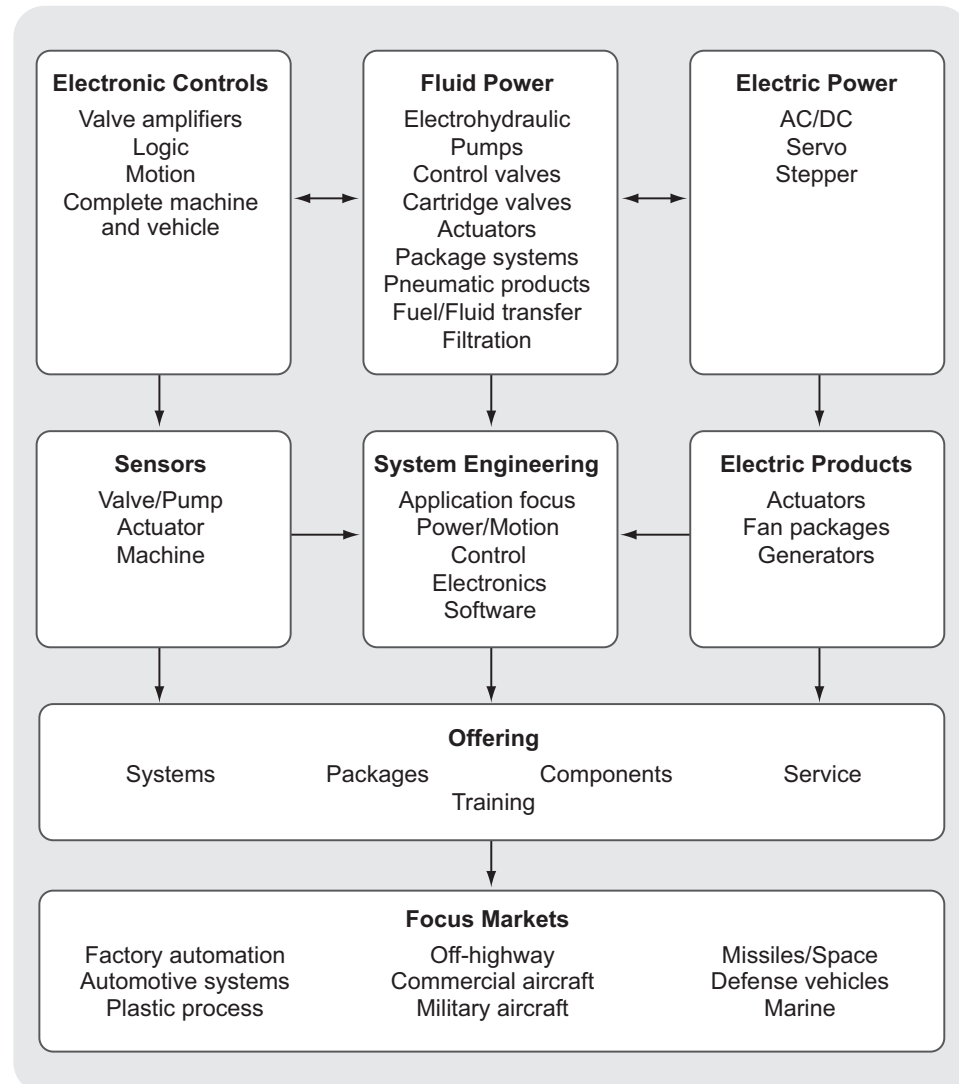 Electronic Controls
Valve amplifiers
Logic
Motion
Complete machine
and vehicle
Fluid Power
Electrohydraulic
Pumps
Control valves
Cartridge valves
Actuators
Package systems
Pneumatic products
Fuel/Fluid transfer
Filtration
Electric Power
AC/DC
Servo
Stepper
Sensors
Valve/Pump
Actuator
Machine
System Engineering
Application focus
Power/Motion
Control
Electronics
Software
Electric Products
Actuators
Fan packages
Generators
Offering
Systems Packages Components Service
Training
Focus Markets
Factory automation Off-highway Missiles/Space
Automotive systems Commercial aircraft Defense vehicles
Plastic process Military aircraft Marine